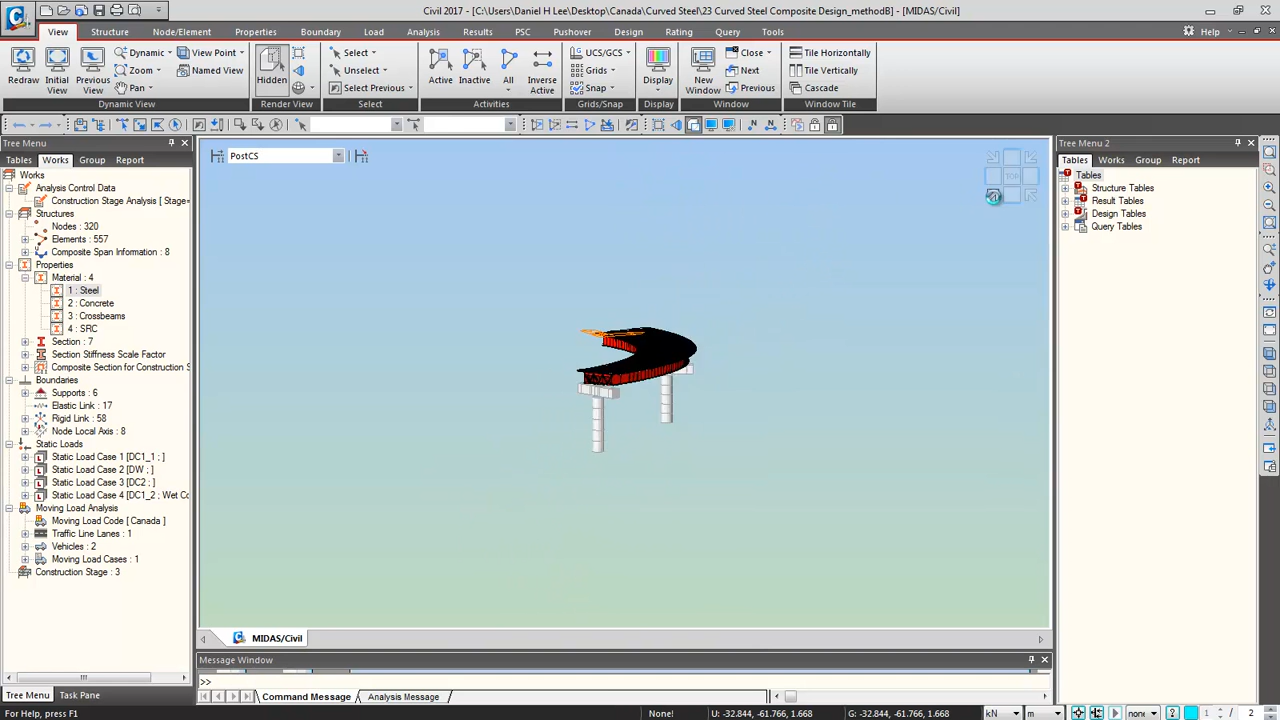 Civil 2017 - [C:\Users\Daniel H Lee\Desktop\Canada\Curved Steel\23 Curved Steel Composite Design_methodB] - [MIDAS/Civil]
View Structure Node/Element Properties Boundary Load Analysis Results PSC Pushover Design Rating Query Tools Help
Redraw Initial View Previous View Dynamic Zoom Pan View Point Named View
Hidden
Select Unselect Select Previous
Active Inactive All Inverse Active
UCS/GCS Grids Snap
Display
New Window Close Next Previous Tile Horizontally Tile Vertically Cascade
Dynamic View Render View Select Activities Grids/Snap Display Window Window Tile
Tree Menu
Tables Works Group Report
Works
Analysis Control Data
Construction Stage Analysis [ Stage=
Structures
Nodes : 320
Elements : 557
Composite Span Information : 8
Properties
Material : 4
1 : Steel
2 : Concrete
3 : Crossbeams
4 : SRC
Section : 7
Section Stiffness Scale Factor
Composite Section for Construction
Boundaries
Supports : 6
Elastic Link : 17
Rigid Link : 58
Node Local Axis : 8
Static Loads
Static Load Case 1 [DC1_1 ; ]
Static Load Case 2 [DW ; ]
Static Load Case 3 [DC2 ; ]
Static Load Case 4 [DC1_2 ; Wet Co
Moving Load Analysis
Moving Load Code [ Canada ]
Traffic Line Lanes : 1
Vehicles : 2
Moving Load Cases : 1
Construction Stage : 3
Tree Menu Task Pane
PostCS
TOP
MIDAS/Civil
Message Window
>>
Command Message Analysis Message
Tree Menu 2
Tables Works Group Report
Tables
Structure Tables
Result Tables
Design Tables
Query Tables
For Help, press F1
None! U: -32.844, -61.766, 1.668 G: -32.844, -61.766, 1.668 kN m none ? 1 / 2